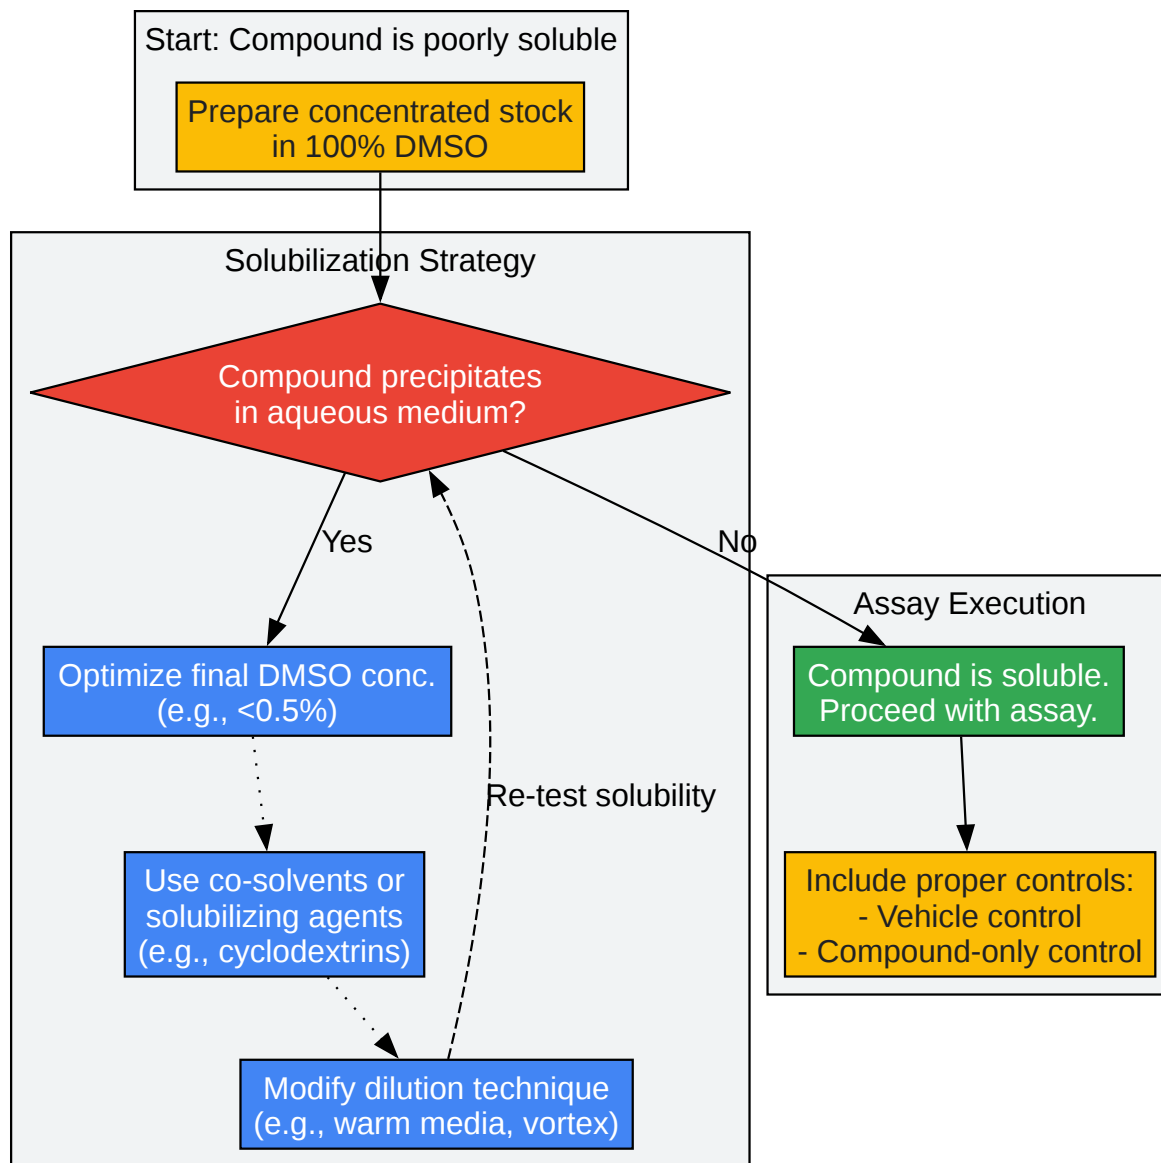 Start: Compound is poorly soluble
Prepare concentrated stock
in 100% DMSO
Solubilization Strategy
Compound precipitates
in aqueous medium?
Yes
No
Optimize final DMSO conc.
(e.g., <0.5%)
Use co-solvents or
solubilizing agents
(e.g., cyclodextrins)
Re-test solubility
Modify dilution technique
(e.g., warm media, vortex)
Assay Execution
Compound is soluble.
Proceed with assay.
Include proper controls:
- Vehicle control
- Compound-only control